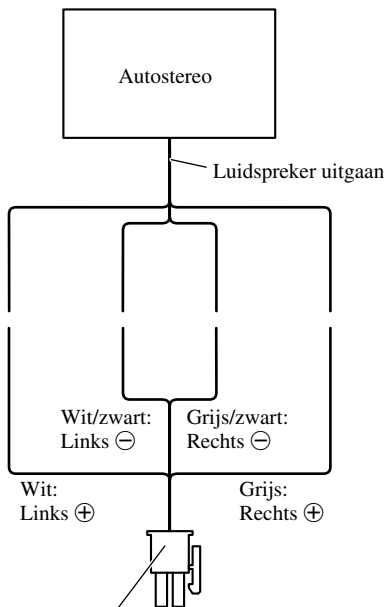 Autostereo
Luidspreker uitgaan
Wit/zwart:
Links ⊖
Grijs/zwart:
Rechts ⊖
Wit:
Links ⊕
Grijs:
Rechts ⊕